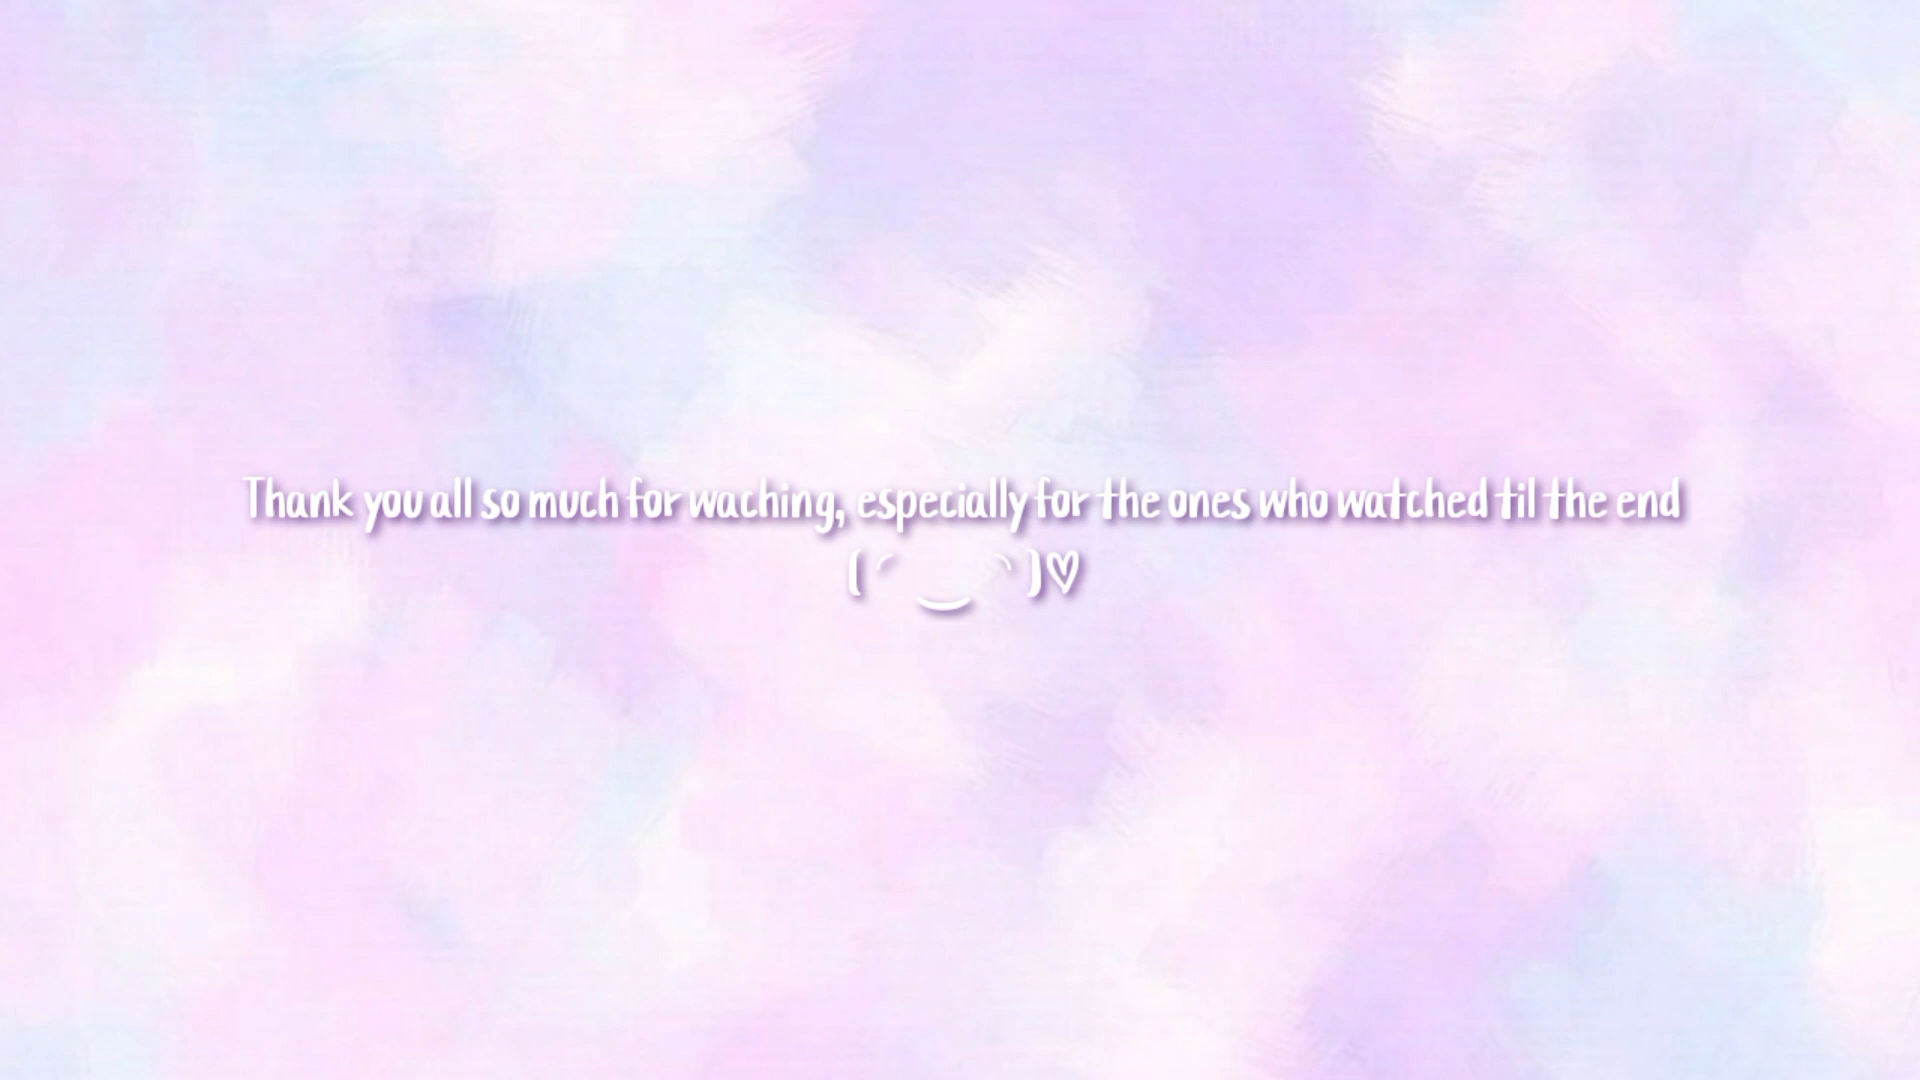 Thank you all so much for waching, especially for the ones who watched til the end
( ◜‿◝ )♡